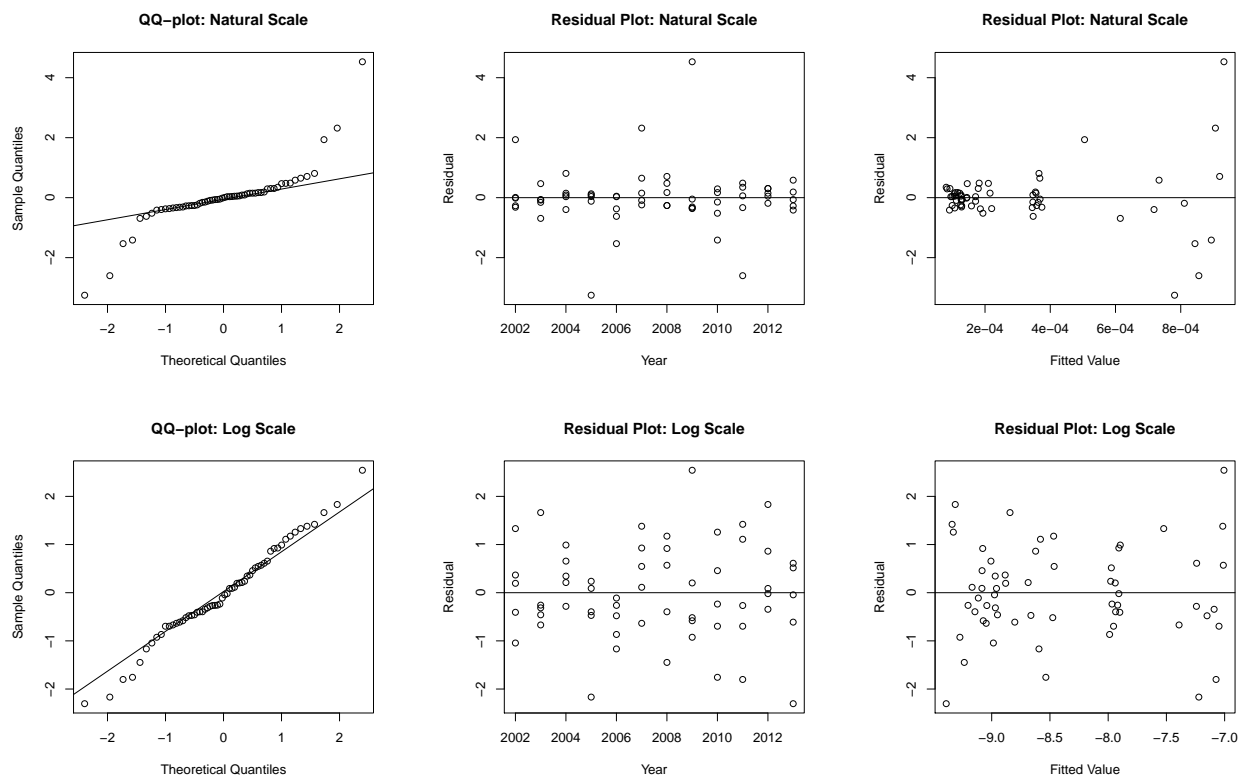 QQ−plot: Natural Scale
Sample Quantiles
4
2
0
−2
−2 −1 0 1 2
Theoretical Quantiles
Residual Plot: Natural Scale
Residual
4
2
0
−2
2002 2004 2006 2008 2010 2012
Year
Residual Plot: Natural Scale
Residual
4
2
0
−2
2e−04 4e−04 6e−04 8e−04
Fitted Value
QQ−plot: Log Scale
Sample Quantiles
2
1
0
−1
−2
−2 −1 0 1 2
Theoretical Quantiles
Residual Plot: Log Scale
Residual
2
1
0
−1
−2
2002 2004 2006 2008 2010 2012
Year
Residual Plot: Log Scale
Residual
2
1
0
−1
−2
−9.0 −8.5 −8.0 −7.5 −7.0
Fitted Value